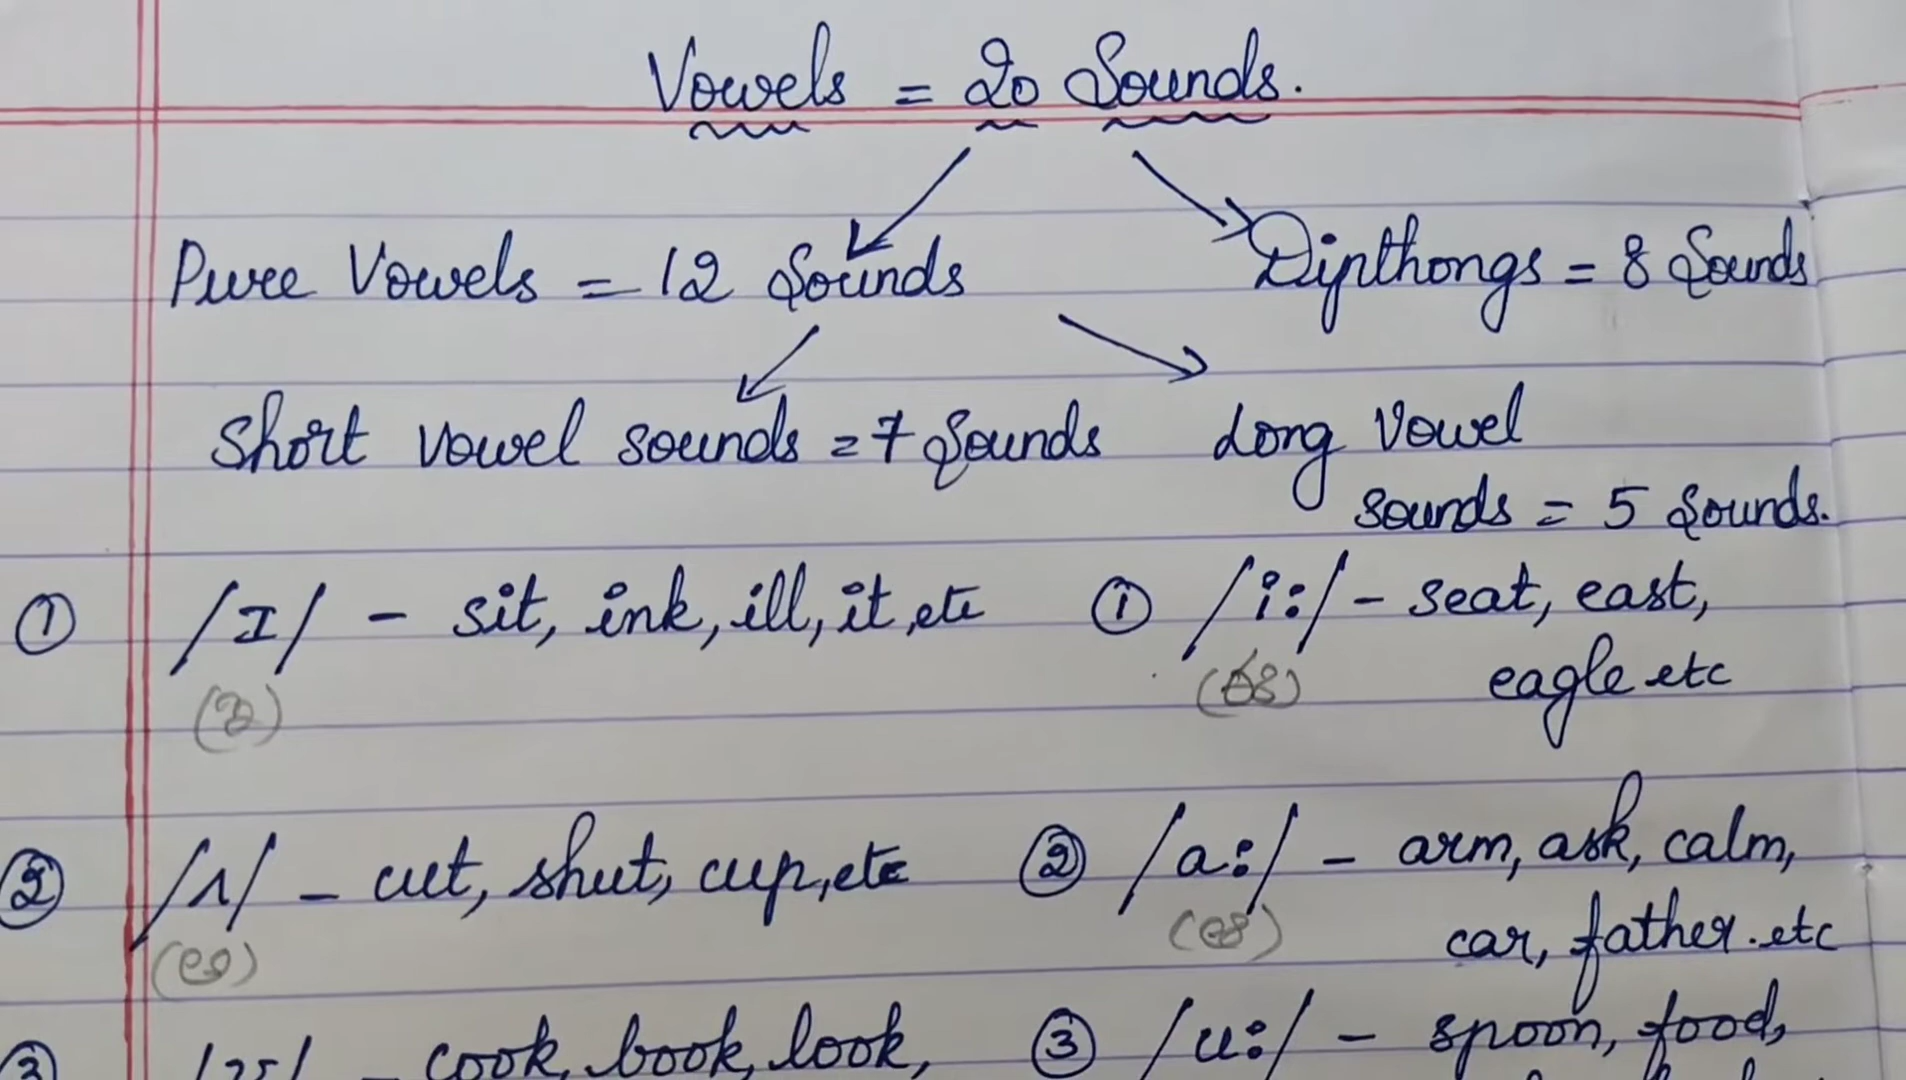 Vowels = 20 Sounds.
Pure Vowels = 12 Sounds
Dipthongs = 8 Sounds
Short vowel sounds = 7 Sounds
Long Vowel
sounds = 5 Sounds.
① /I/ - sit, ink, ill, it, etc
① /i:/ - seat, east,
eagle etc
② /ʌ/ - cut, shut, cup, etc
② /a:/ - arm, ask, calm,
car, father. etc
③ /ʊ/ - cook, book, look,
③ /u:/ - spoon, food,